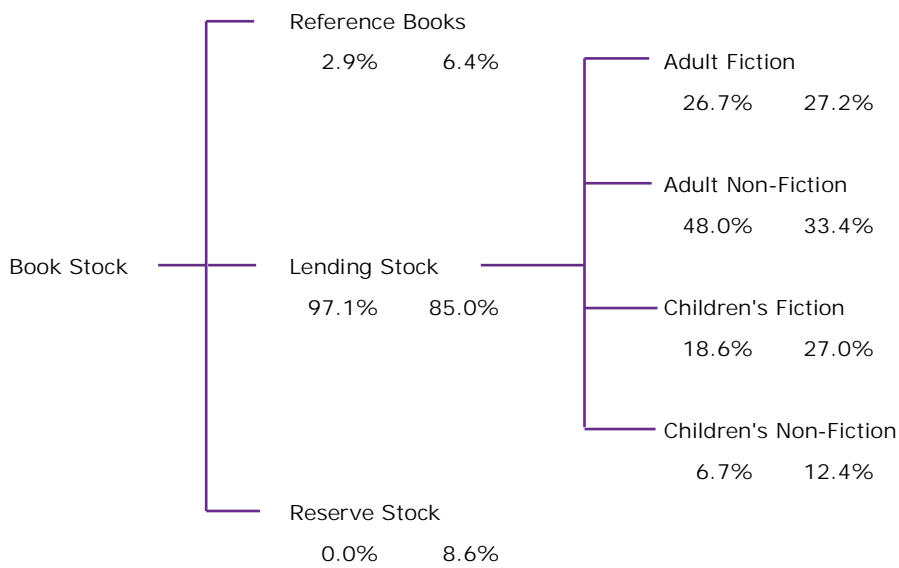 Reference Books
2.9% 6.4%
Adult Fiction
26.7% 27.2%
Adult Non-Fiction
48.0% 33.4%
Book Stock
Lending Stock
97.1% 85.0%
Children's Fiction
18.6% 27.0%
Children's Non-Fiction
6.7% 12.4%
Reserve Stock
0.0% 8.6%